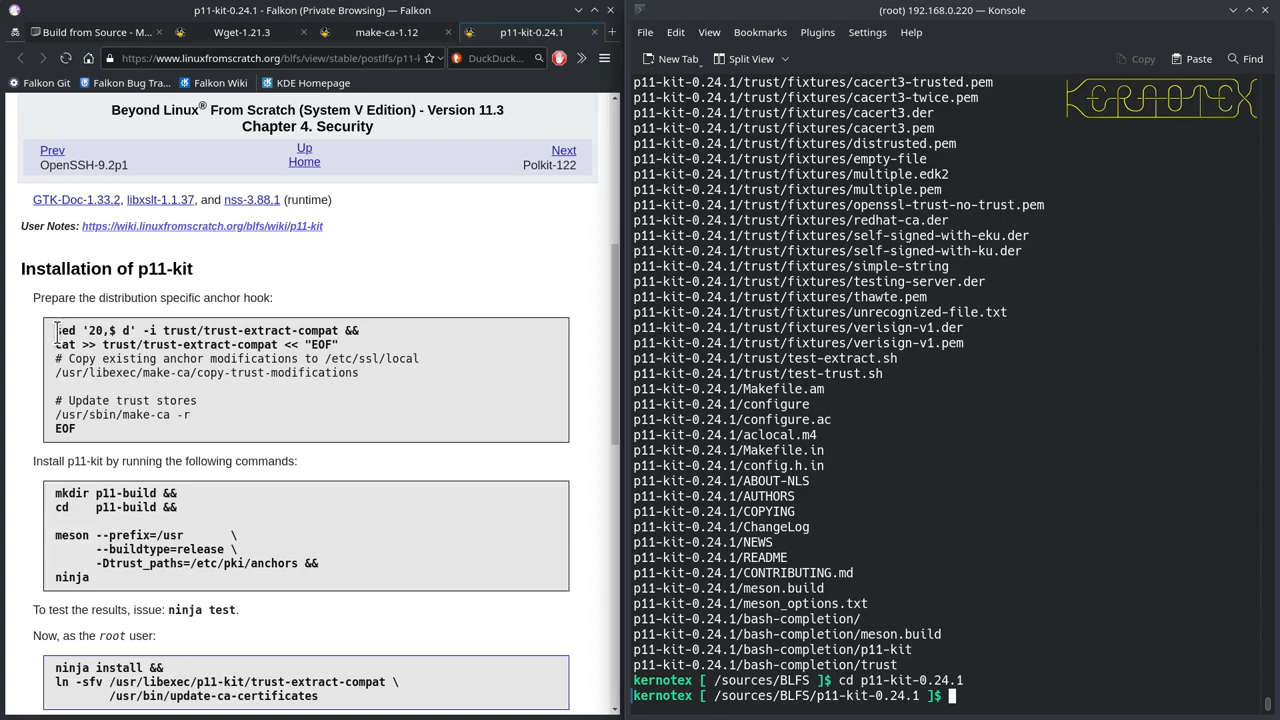 p11-kit-0.24.1 - Falkon (Private Browsing) — Falkon
Build from Source - M...
Wget-1.21.3
make-ca-1.12
p11-kit-0.24.1
https://www.linuxfromscratch.org/blfs/view/stable/postlfs/p11-k
DuckDuck...
Falkon Git
Falkon Bug Tra...
Falkon Wiki
KDE Homepage
Beyond Linux® From Scratch (System V Edition) - Version 11.3
Chapter 4. Security
Prev
Up
Next
OpenSSH-9.2p1
Home
Polkit-122
GTK-Doc-1.33.2, libxslt-1.1.37, and nss-3.88.1 (runtime)
User Notes: https://wiki.linuxfromscratch.org/blfs/wiki/p11-kit
Installation of p11-kit
Prepare the distribution specific anchor hook:
sed '20,$ d' -i trust/trust-extract-compat &&
cat >> trust/trust-extract-compat << "EOF"
# Copy existing anchor modifications to /etc/ssl/local
/usr/libexec/make-ca/copy-trust-modifications
# Update trust stores
/usr/sbin/make-ca -r
EOF
Install p11-kit by running the following commands:
mkdir p11-build &&
cd    p11-build &&
meson --prefix=/usr       \
--buildtype=release \
-Dtrust_paths=/etc/pki/anchors &&
ninja
To test the results, issue: ninja test.
Now, as the root user:
ninja install &&
ln -sfv /usr/libexec/p11-kit/trust-extract-compat \
/usr/bin/update-ca-certificates
(root) 192.168.0.220 — Konsole
File Edit View Bookmarks Plugins Settings Help
New Tab
Split View
Copy
Paste
Find
KERNOTEX
p11-kit-0.24.1/trust/fixtures/cacert3-trusted.pem
p11-kit-0.24.1/trust/fixtures/cacert3-twice.pem
p11-kit-0.24.1/trust/fixtures/cacert3.der
p11-kit-0.24.1/trust/fixtures/cacert3.pem
p11-kit-0.24.1/trust/fixtures/distrusted.pem
p11-kit-0.24.1/trust/fixtures/empty-file
p11-kit-0.24.1/trust/fixtures/multiple.edk2
p11-kit-0.24.1/trust/fixtures/multiple.pem
p11-kit-0.24.1/trust/fixtures/openssl-trust-no-trust.pem
p11-kit-0.24.1/trust/fixtures/redhat-ca.der
p11-kit-0.24.1/trust/fixtures/self-signed-with-eku.der
p11-kit-0.24.1/trust/fixtures/self-signed-with-ku.der
p11-kit-0.24.1/trust/fixtures/simple-string
p11-kit-0.24.1/trust/fixtures/testing-server.der
p11-kit-0.24.1/trust/fixtures/thawte.pem
p11-kit-0.24.1/trust/fixtures/unrecognized-file.txt
p11-kit-0.24.1/trust/fixtures/verisign-v1.der
p11-kit-0.24.1/trust/fixtures/verisign-v1.pem
p11-kit-0.24.1/trust/test-extract.sh
p11-kit-0.24.1/trust/test-trust.sh
p11-kit-0.24.1/Makefile.am
p11-kit-0.24.1/configure
p11-kit-0.24.1/configure.ac
p11-kit-0.24.1/aclocal.m4
p11-kit-0.24.1/Makefile.in
p11-kit-0.24.1/config.h.in
p11-kit-0.24.1/ABOUT-NLS
p11-kit-0.24.1/AUTHORS
p11-kit-0.24.1/COPYING
p11-kit-0.24.1/ChangeLog
p11-kit-0.24.1/NEWS
p11-kit-0.24.1/README
p11-kit-0.24.1/CONTRIBUTING.md
p11-kit-0.24.1/meson.build
p11-kit-0.24.1/meson_options.txt
p11-kit-0.24.1/bash-completion/
p11-kit-0.24.1/bash-completion/meson.build
p11-kit-0.24.1/bash-completion/p11-kit
p11-kit-0.24.1/bash-completion/trust
kernotex [ /sources/BLFS ]$ cd p11-kit-0.24.1
kernotex [ /sources/BLFS/p11-kit-0.24.1 ]$